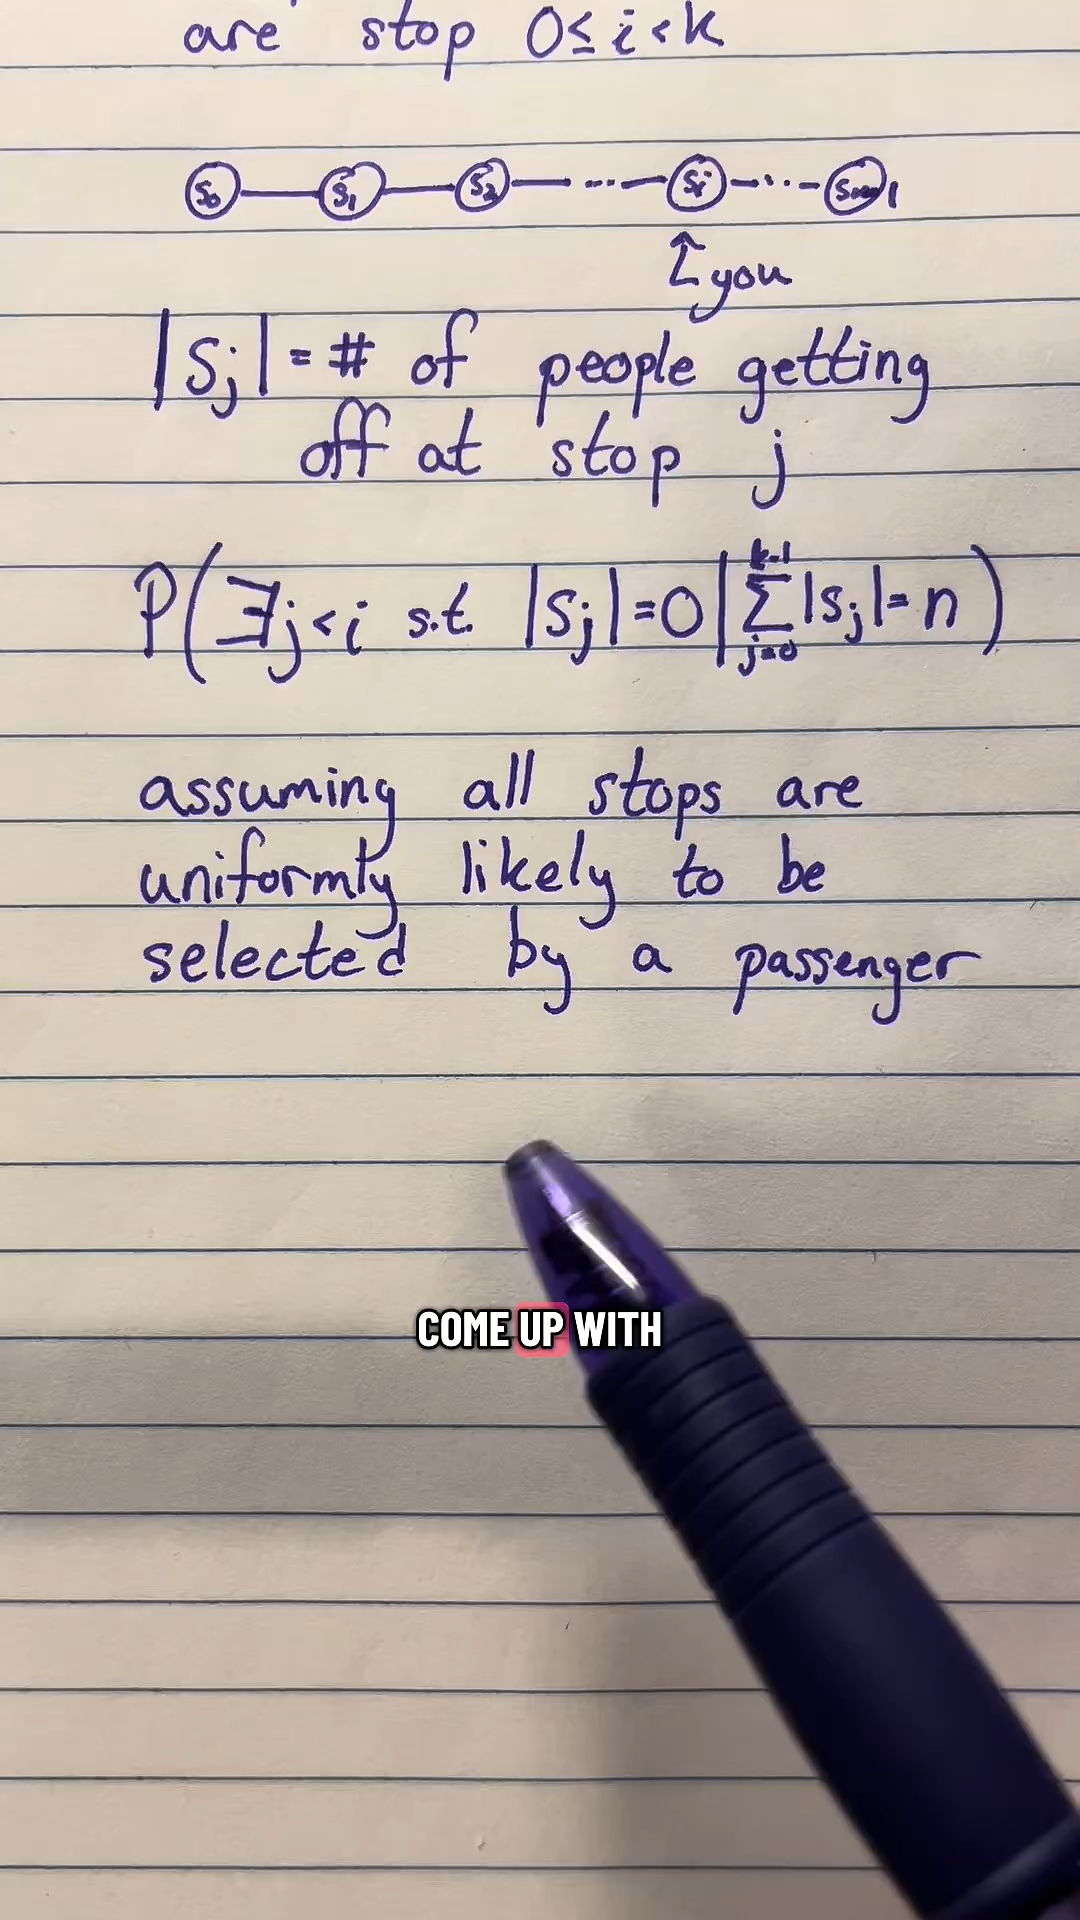 are stop 0≤i<k
S₀ S₁ S₂ ... Sᵢ ...
↑you
|Sⱼ| = # of people getting
off at stop j
P(∃j<i s.t. |Sⱼ|=0 | ∑_{j=0}^{k-1} |Sⱼ|= n)
assuming all stops are
uniformly likely to be
selected by a passenger
COME UP WITH